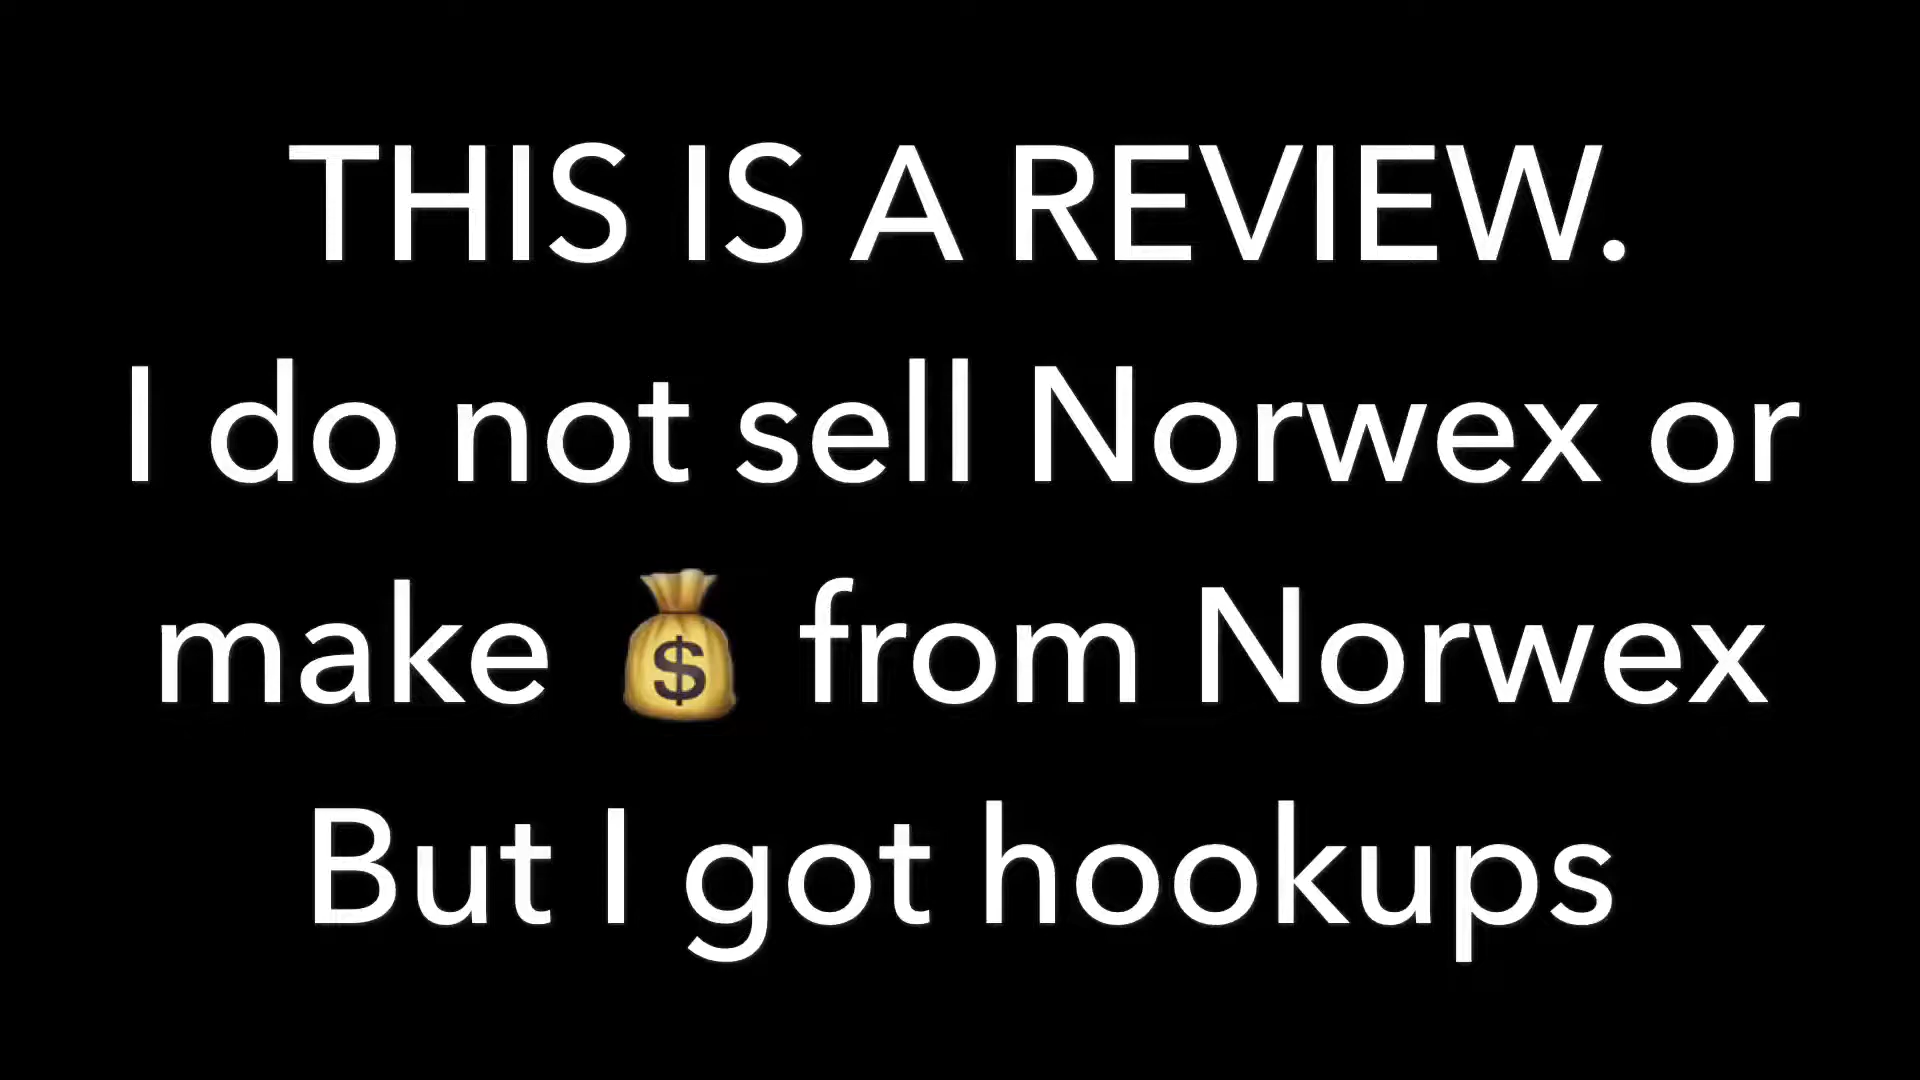 THIS IS A REVIEW.
I do not sell Norwex or
make 💰 from Norwex
But I got hookups